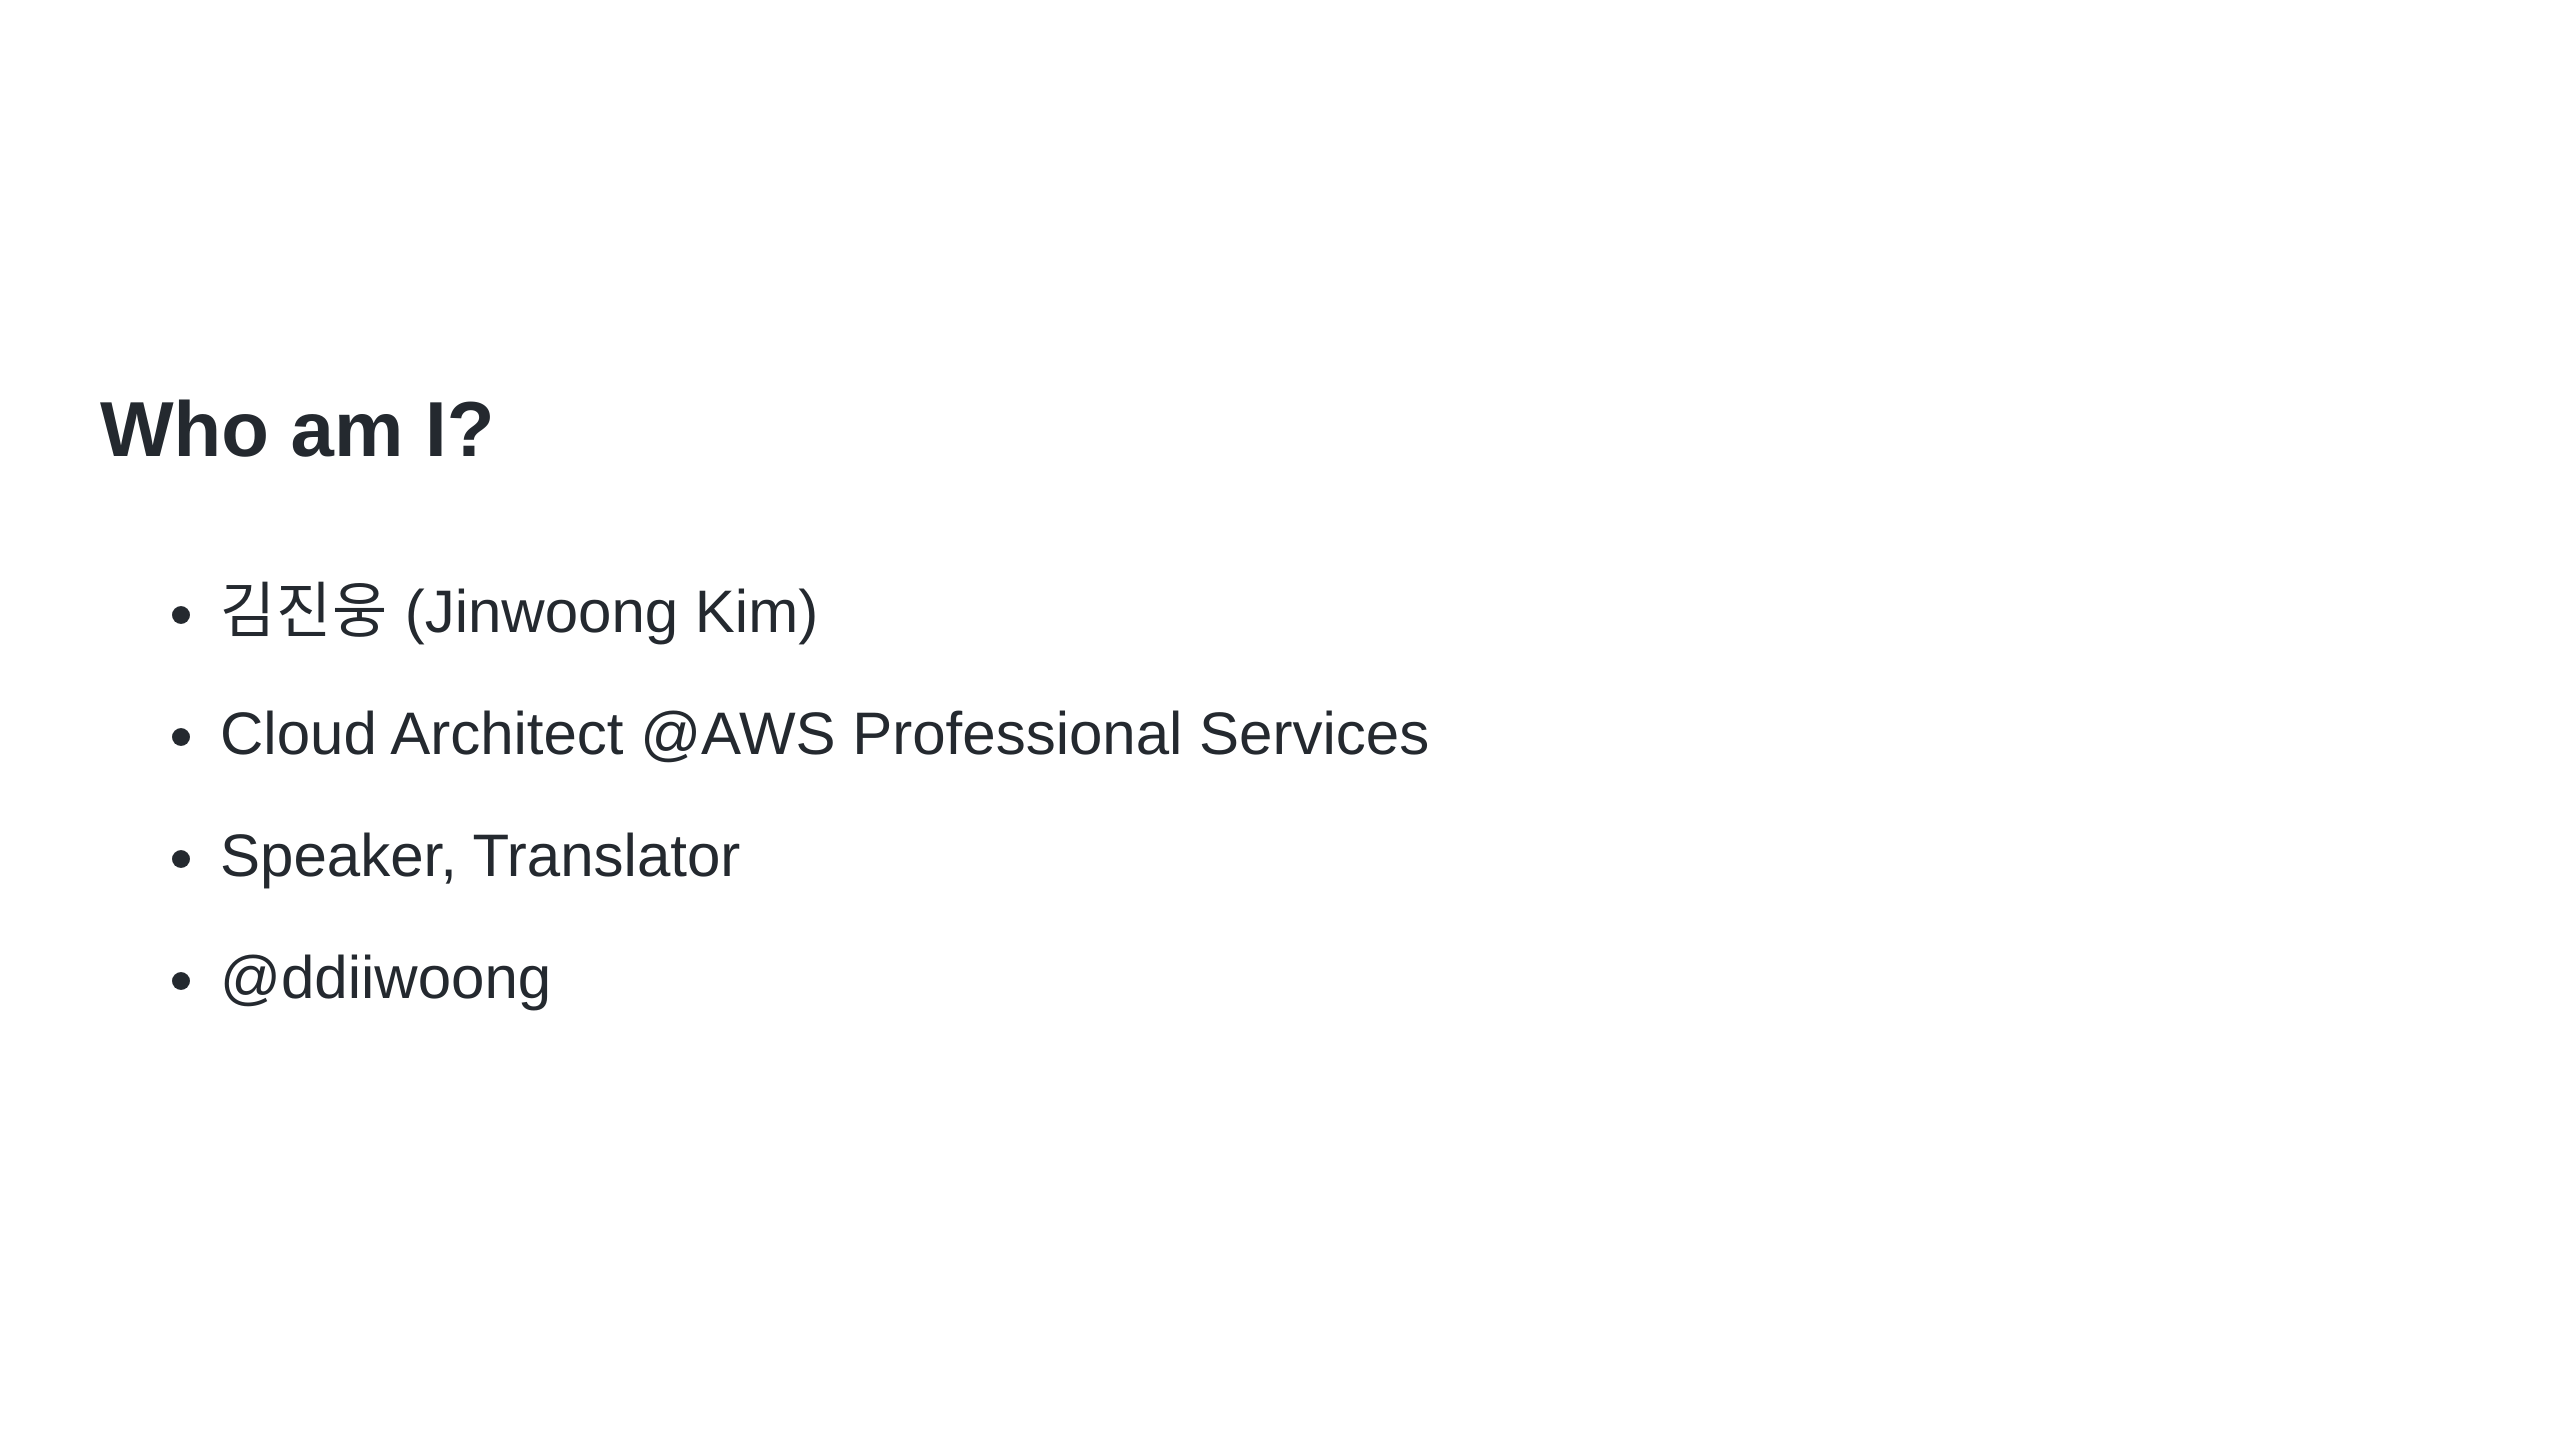 Who am I?
김진웅 (Jinwoong Kim)
Cloud Architect @AWS Professional Services
Speaker, Translator
@ddiiwoong